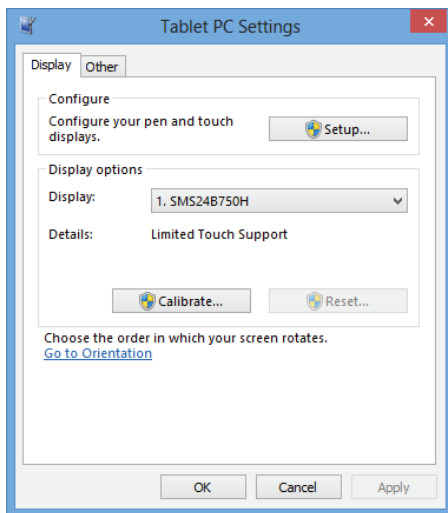 Tablet PC Settings
Display
Other
Configure
Configure your pen and touch
displays.
Setup...
Display options
Display:
1. SMS24B750H
Details:
Limited Touch Support
Calibrate...
Reset...
Choose the order in which your screen rotates.
Go to Orientation
OK
Cancel
Apply